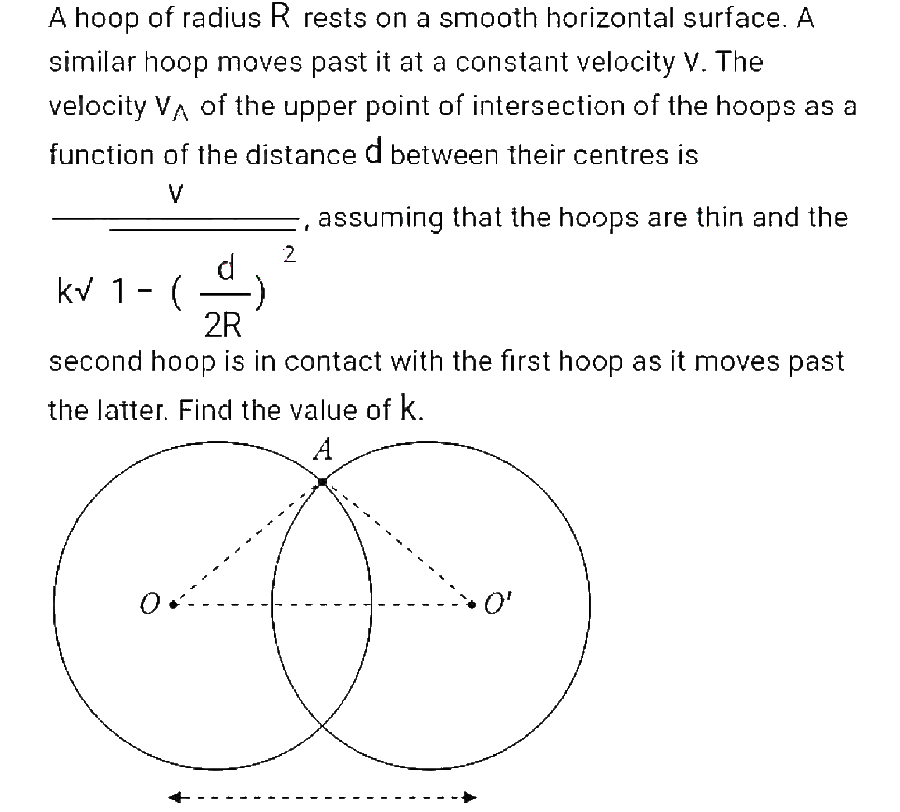 A hoop of radius R rests on a smooth horizontal surface. A
similar hoop moves past it at a constant velocity v. The
velocity v_A of the upper point of intersection of the hoops as a
function of the distance d between their centres is
v
, assuming that the hoops are thin and the
k√ 1 - ( d / 2R ) 2
second hoop is in contact with the first hoop as it moves past
the latter. Find the value of k.
A
O O'